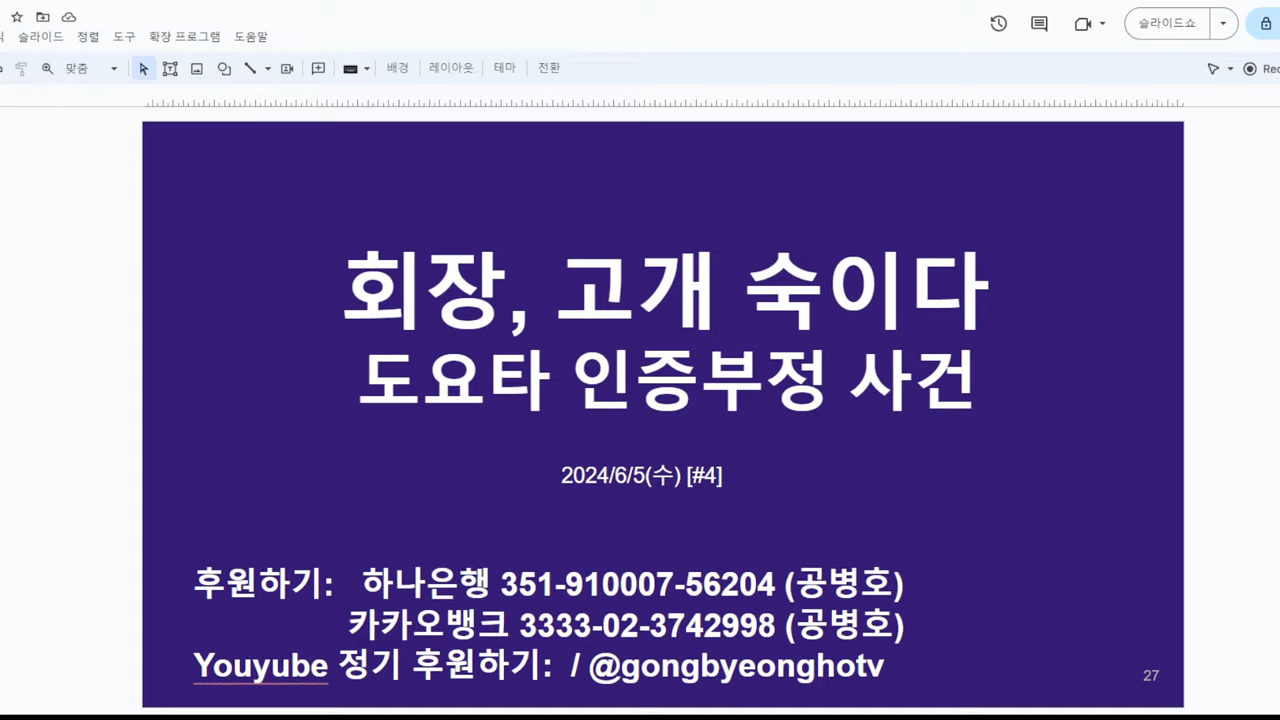 슬라이드 정렬 도구 확장 프로그램 도움말
슬라이드쇼
맞춤 배경 레이아웃 테마 전환
회장, 고개 숙이다
도요타 인증부정 사건
2024/6/5(수) [#4]
후원하기: 하나은행 351-910007-56204 (공병호)
카카오뱅크 3333-02-3742998 (공병호)
Youyube 정기 후원하기: / @gongbyeonghotv
27